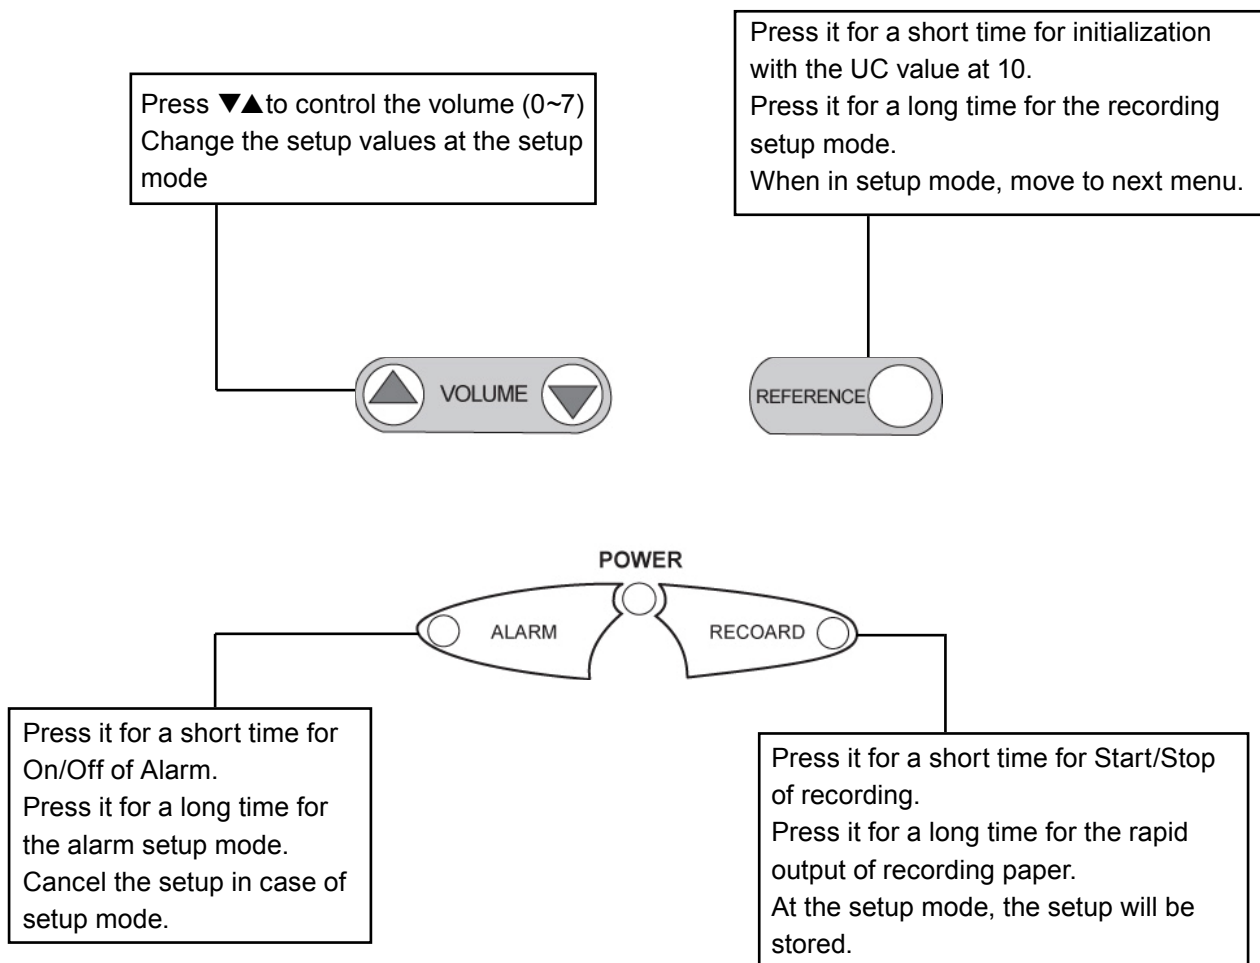 Press it for a short time for initialization
with the UC value at 10.
Press it for a long time for the recording
setup mode.
When in setup mode, move to next menu.
Press ▼▲to control the volume (0~7)
Change the setup values at the setup
mode
VOLUME
REFERENCE
POWER
ALARM
RECOARD
Press it for a short time for
On/Off of Alarm.
Press it for a long time for
the alarm setup mode.
Cancel the setup in case of
setup mode.
Press it for a short time for Start/Stop
of recording.
Press it for a long time for the rapid
output of recording paper.
At the setup mode, the setup will be
stored.